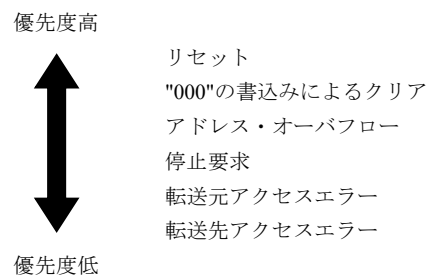 優先度高
リセット
"000"の書込みによるクリア
アドレス・オーバフロー
停止要求
転送元アクセスエラー
転送先アクセスエラー
優先度低